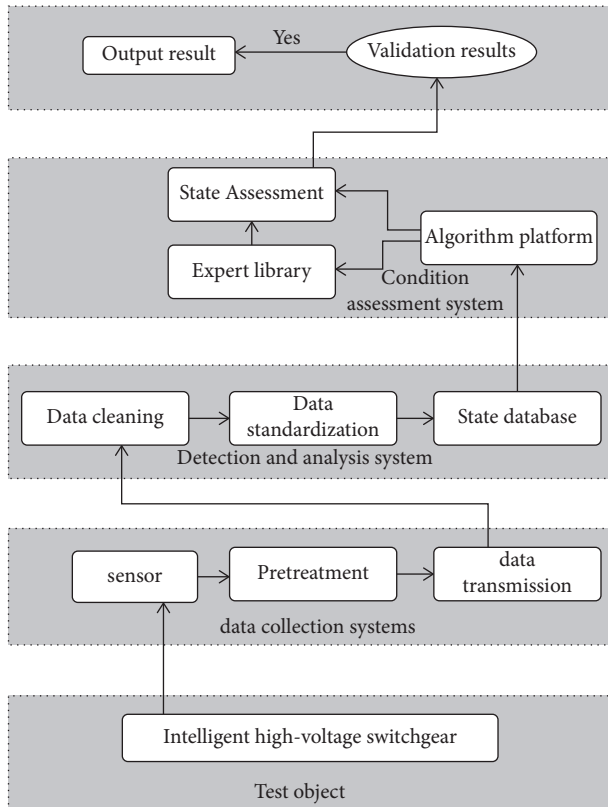 Output result
Yes
Validation results
State Assessment
Algorithm platform
Expert library
Condition
assessment system
Data cleaning
Data
standardization
State database
Detection and analysis system
sensor
Pretreatment
data
transmission
data collection systems
Intelligent high-voltage switchgear
Test object